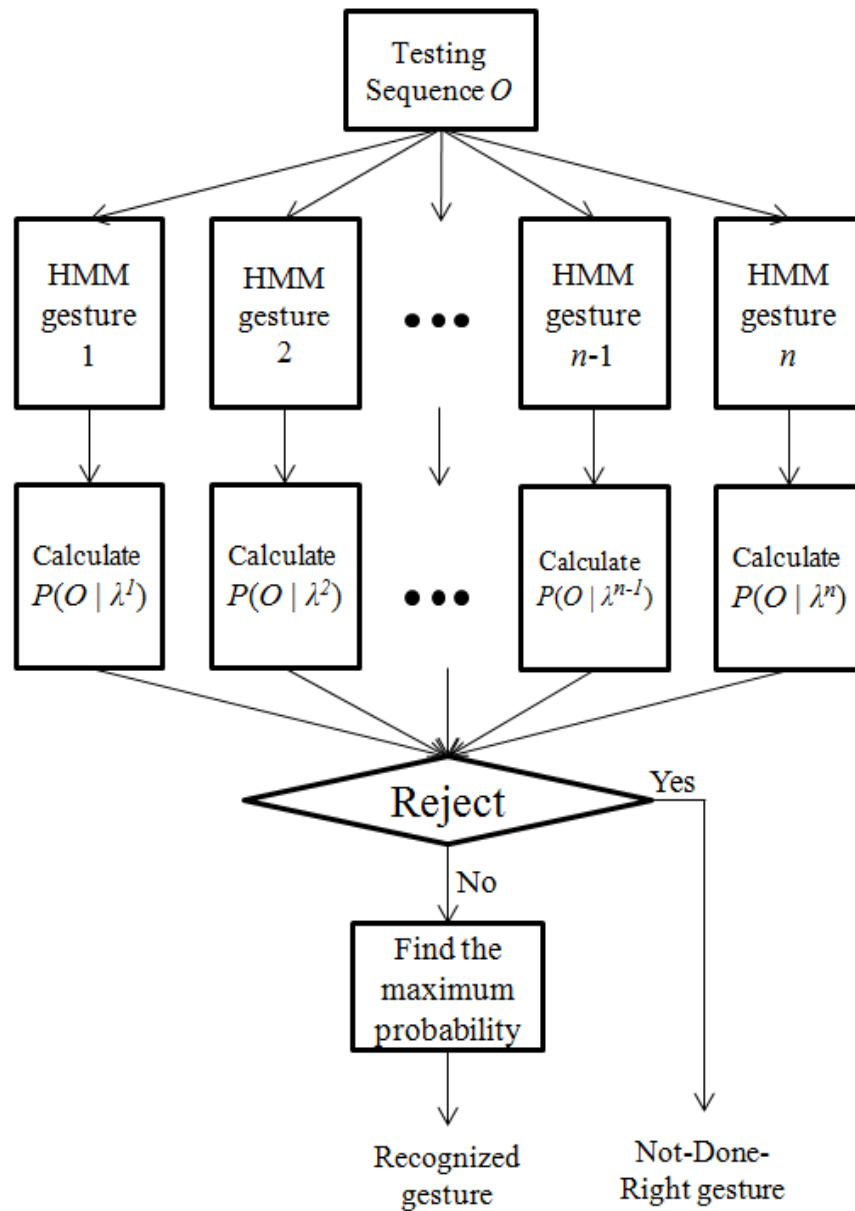 Testing
Sequence O
HMM
gesture
1
HMM
gesture
2
•••
HMM
gesture
n-1
HMM
gesture
n
Calculate
P(O | λ¹)
Calculate
P(O | λ²)
•••
Calculate
P(O | λⁿ⁻¹)
Calculate
P(O | λⁿ)
Reject
Yes
No
Find the
maximum
probability
Recognized
gesture
Not-Done-
Right gesture